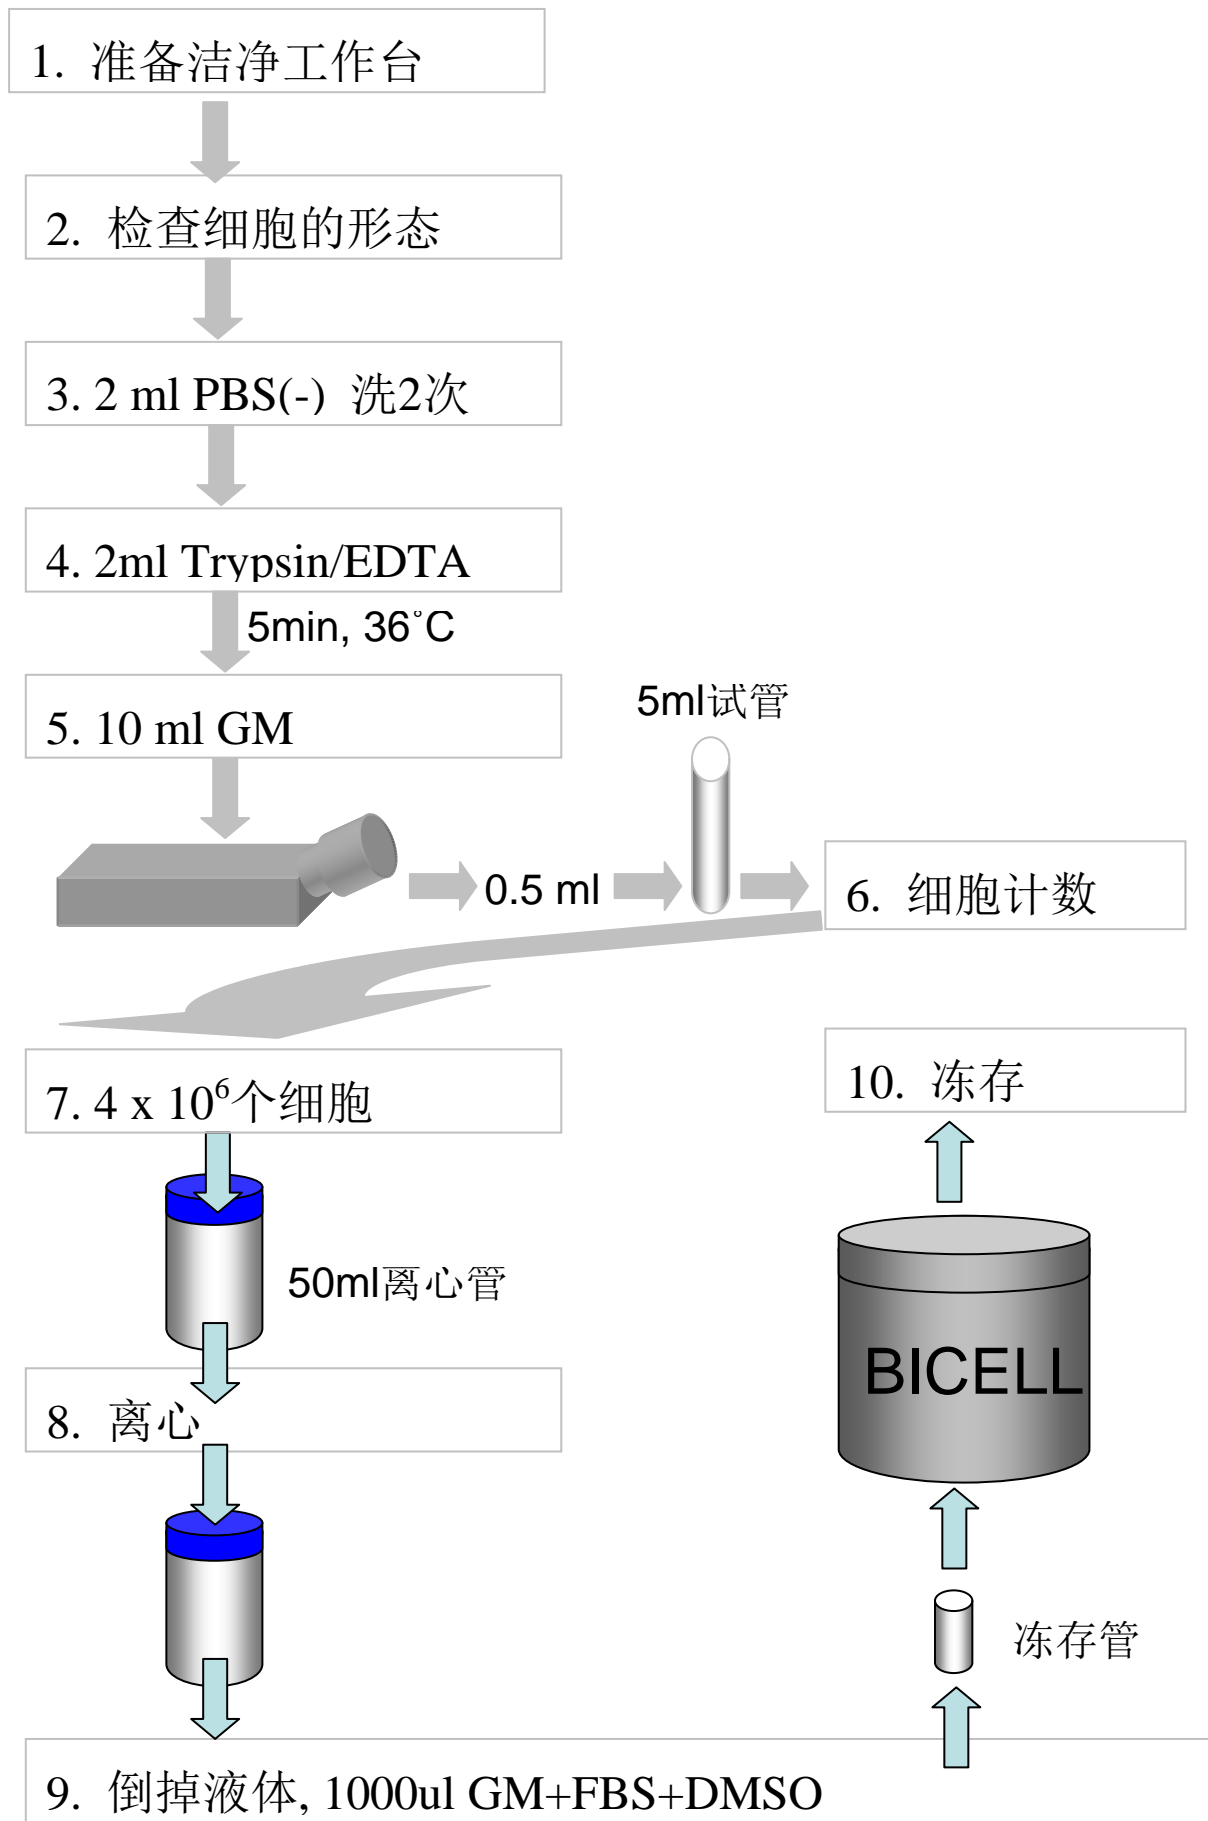 1. 准备洁净工作台
2. 检查细胞的形态
3. 2 ml PBS(-) 洗2次
4. 2ml Trypsin/EDTA
5min, 36°C
5. 10 ml GM
5ml试管
0.5 ml
6. 细胞计数
7. 4 x 10⁶个细胞
50ml离心管
8. 离心
9. 倒掉液体, 1000ul GM+FBS+DMSO
冻存管
BICELL
10. 冻存